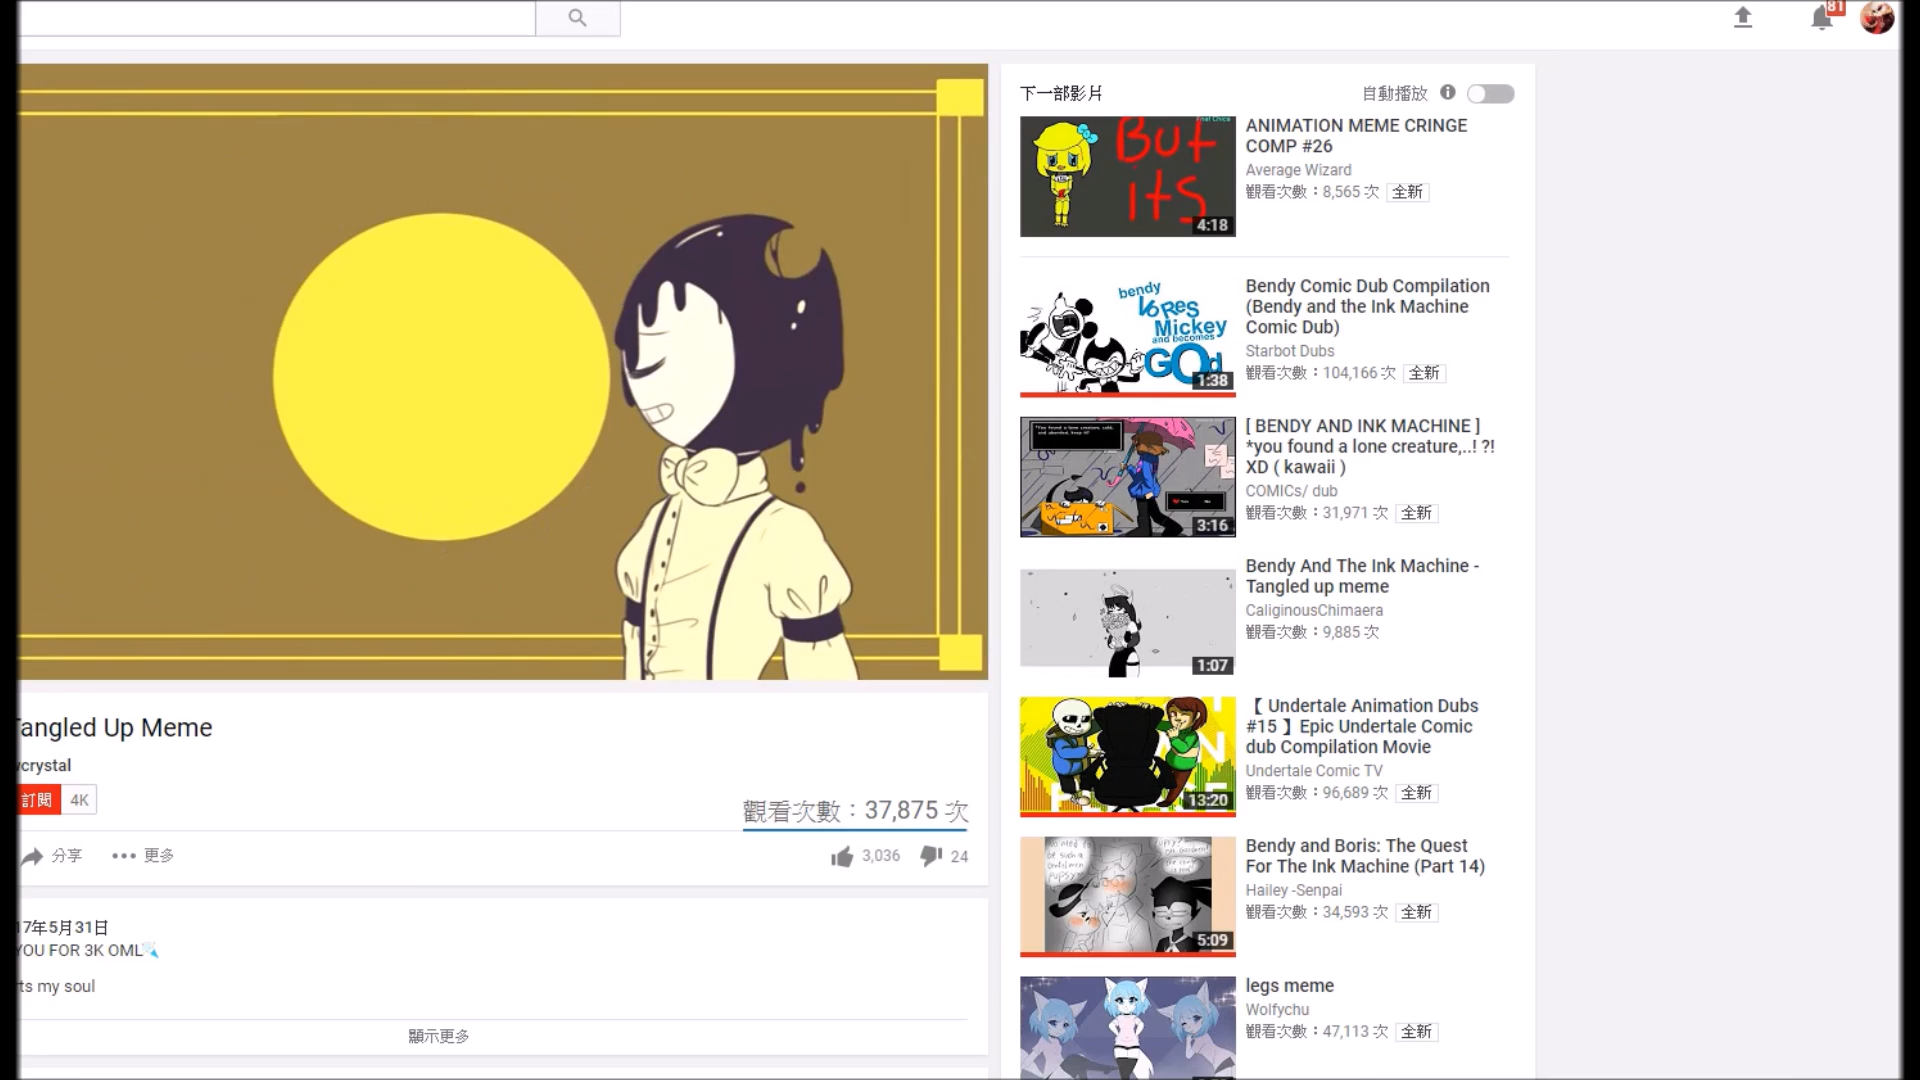 81
Tangled Up Meme
crystal
訂閱 4K
觀看次數：37,875 次
分享 更多
3,036 24
17年5月31日
YOU FOR 3K OML
ts my soul
顯示更多
下一部影片 自動播放
But
its
4:18
ANIMATION MEME CRINGE
COMP #26
Average Wizard
觀看次數：8,565 次 全新
bendy
VoRes
Mickey
and becomes
GOd
1:38
Bendy Comic Dub Compilation
(Bendy and the Ink Machine
Comic Dub)
Starbot Dubs
觀看次數：104,166 次 全新
3:16
[ BENDY AND INK MACHINE ]
*you found a lone creature,..! ?!
XD ( kawaii )
COMICs/ dub
觀看次數：31,971 次 全新
1:07
Bendy And The Ink Machine -
Tangled up meme
CaliginousChimaera
觀看次數：9,885 次
13:20
【 Undertale Animation Dubs
#15 】Epic Undertale Comic
dub Compilation Movie
Undertale Comic TV
觀看次數：96,689 次 全新
5:09
Bendy and Boris: The Quest
For The Ink Machine (Part 14)
Hailey -Senpai
觀看次數：34,593 次 全新
legs meme
Wolfychu
觀看次數：47,113 次 全新